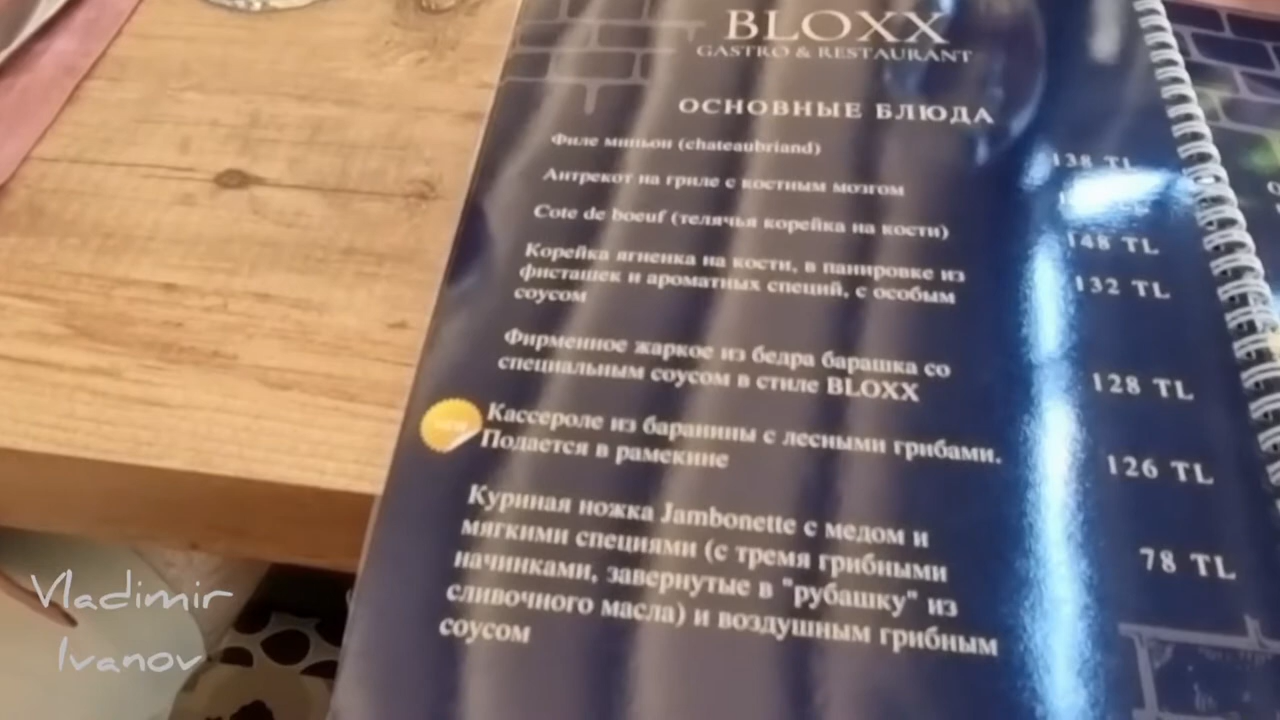 BLOXX
GASTRO & RESTAURANT
ОСНОВНЫЕ БЛЮДА
Филе миньон (chateaubriand)
138 TL
Антрекот на гриле с костным мозгом
Cote de boeuf (телячья корейка на кости)
148 TL
Корейка ягненка на кости, в панировке из
фисташек и ароматных специй, с особым
соусом
132 TL
Фирменное жаркое из бедра барашка со
специальным соусом в стиле BLOXX
128 TL
Кассероле из баранины с лесными грибами.
Подается в рамекине
126 TL
Куриная ножка Jambonette с медом и
мягкими специями (с тремя грибными
начинками, завернутые в "рубашку" из
сливочного масла) и воздушным грибным
соусом
78 TL
Vladimir
Ivanov